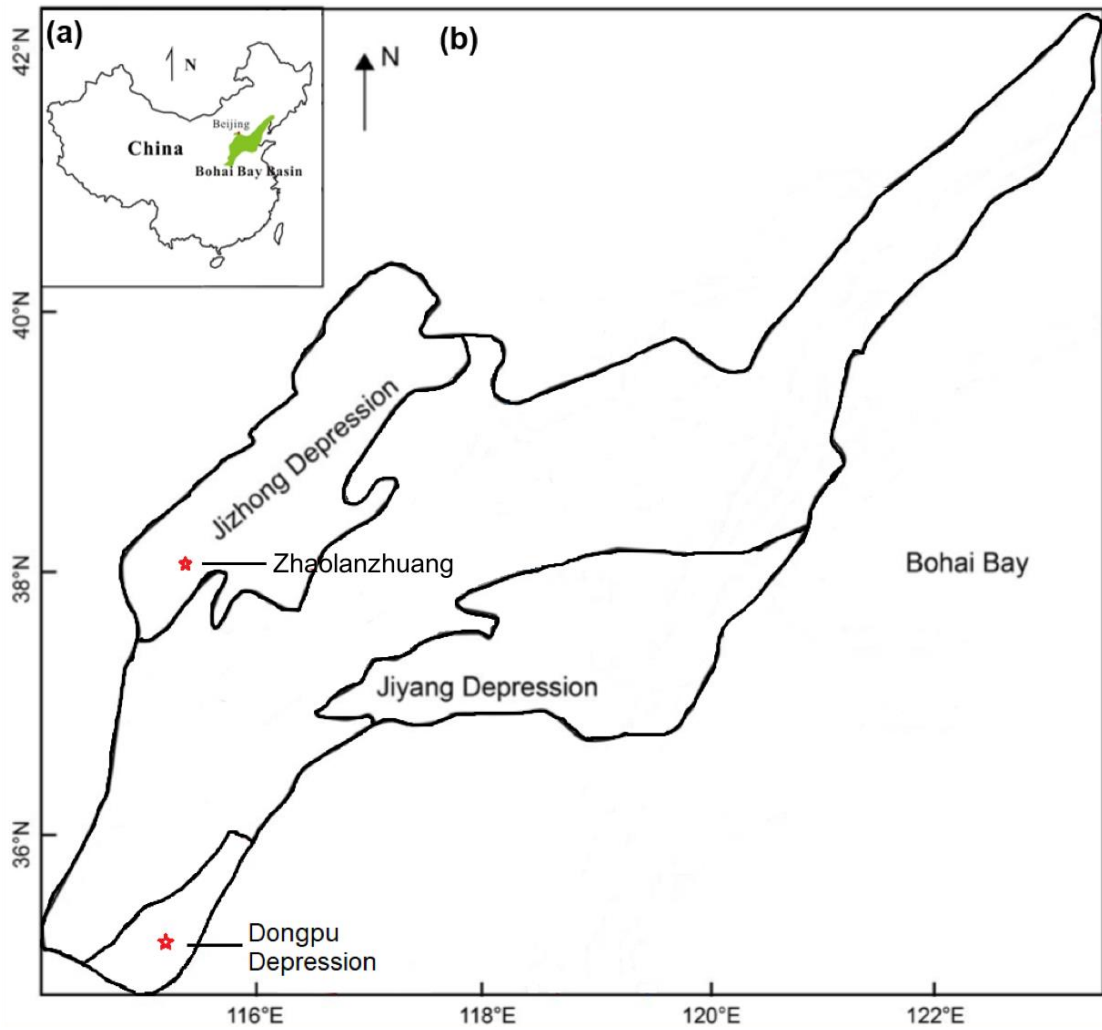 (a)
N
Beijing
China
Bohai Bay Basin
(b)
N
42°N
40°N
38°N
36°N
Jizhong Depression
Zhaolanzhuang
Bohai Bay
Jiyang Depression
Dongpu
Depression
116°E
118°E
120°E
122°E